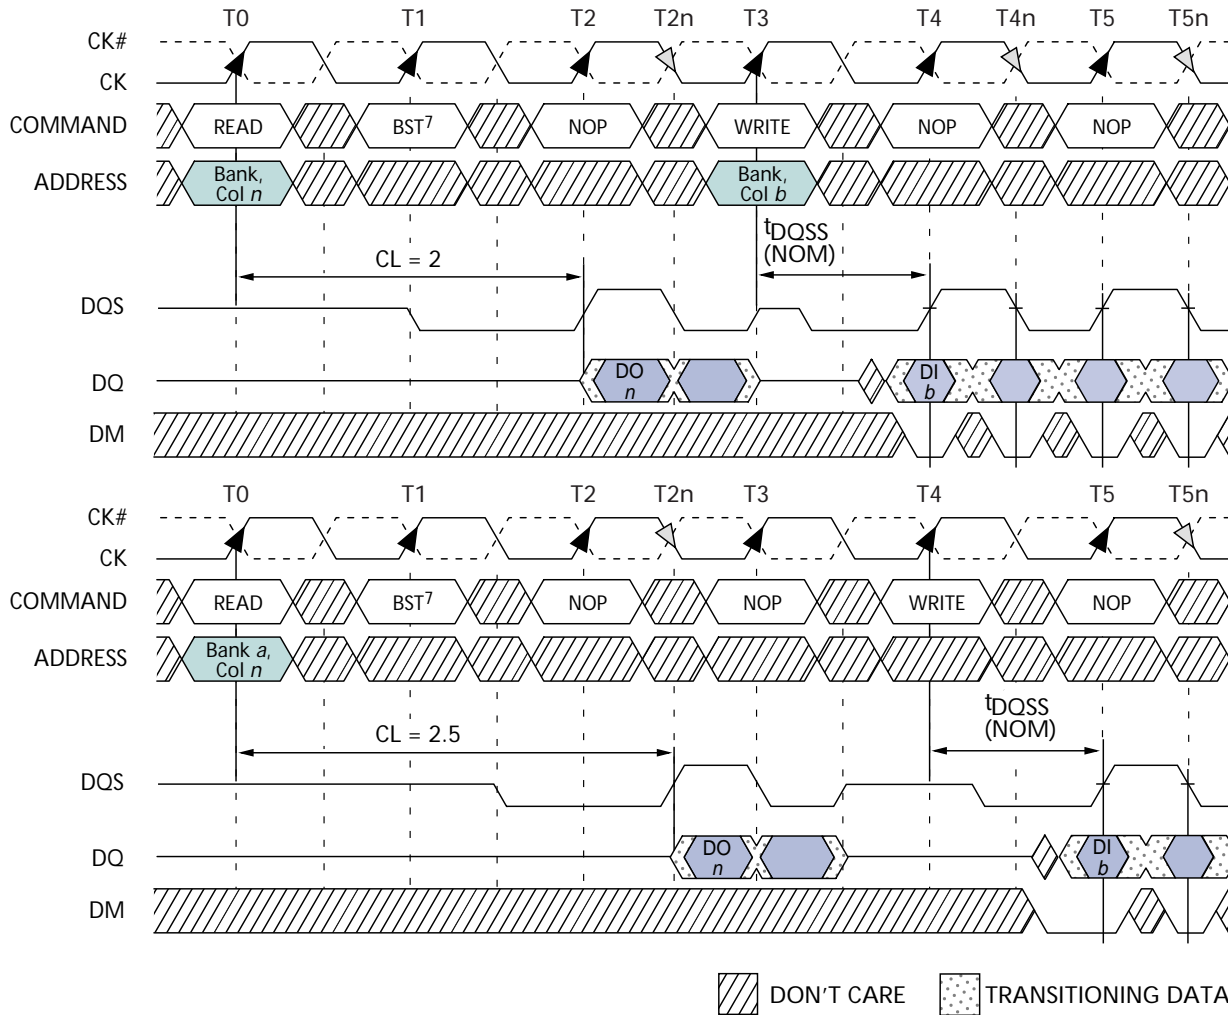 T0 T1 T2 T2n T3 T4 T4n T5 T5n
CK#
CK
COMMAND READ BST7 NOP WRITE NOP NOP
ADDRESS Bank, Col n Bank, Col b
tDQSS
(NOM)
CL = 2
DQS
DQ DO n DI b
DM
T0 T1 T2 T2n T3 T4 T5 T5n
CK#
CK
COMMAND READ BST7 NOP NOP WRITE NOP
ADDRESS Bank a, Col n
tDQSS
(NOM)
CL = 2.5
DQS
DQ DO n DI b
DM
DON'T CARE TRANSITIONING DATA